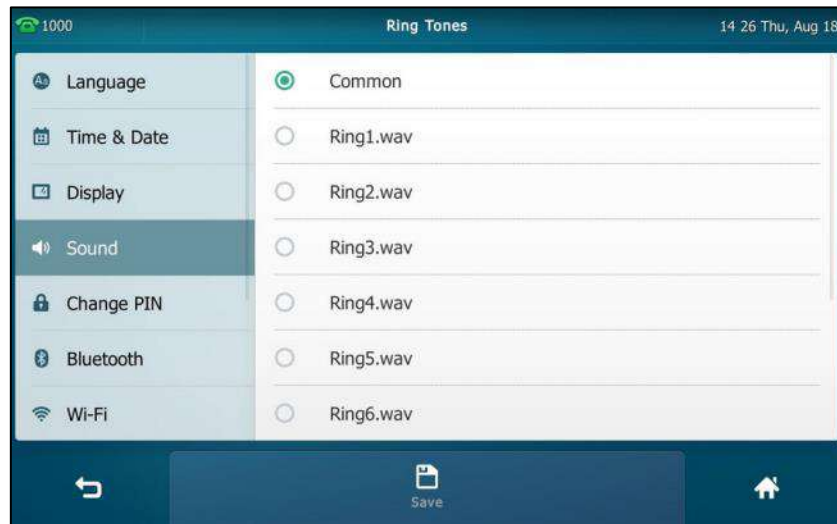 1000 Ring Tones 14 26 Thu, Aug 18
Language
Time & Date
Display
Sound
Change PIN
Bluetooth
Wi-Fi
Common
Ring1.wav
Ring2.wav
Ring3.wav
Ring4.wav
Ring5.wav
Ring6.wav
Save